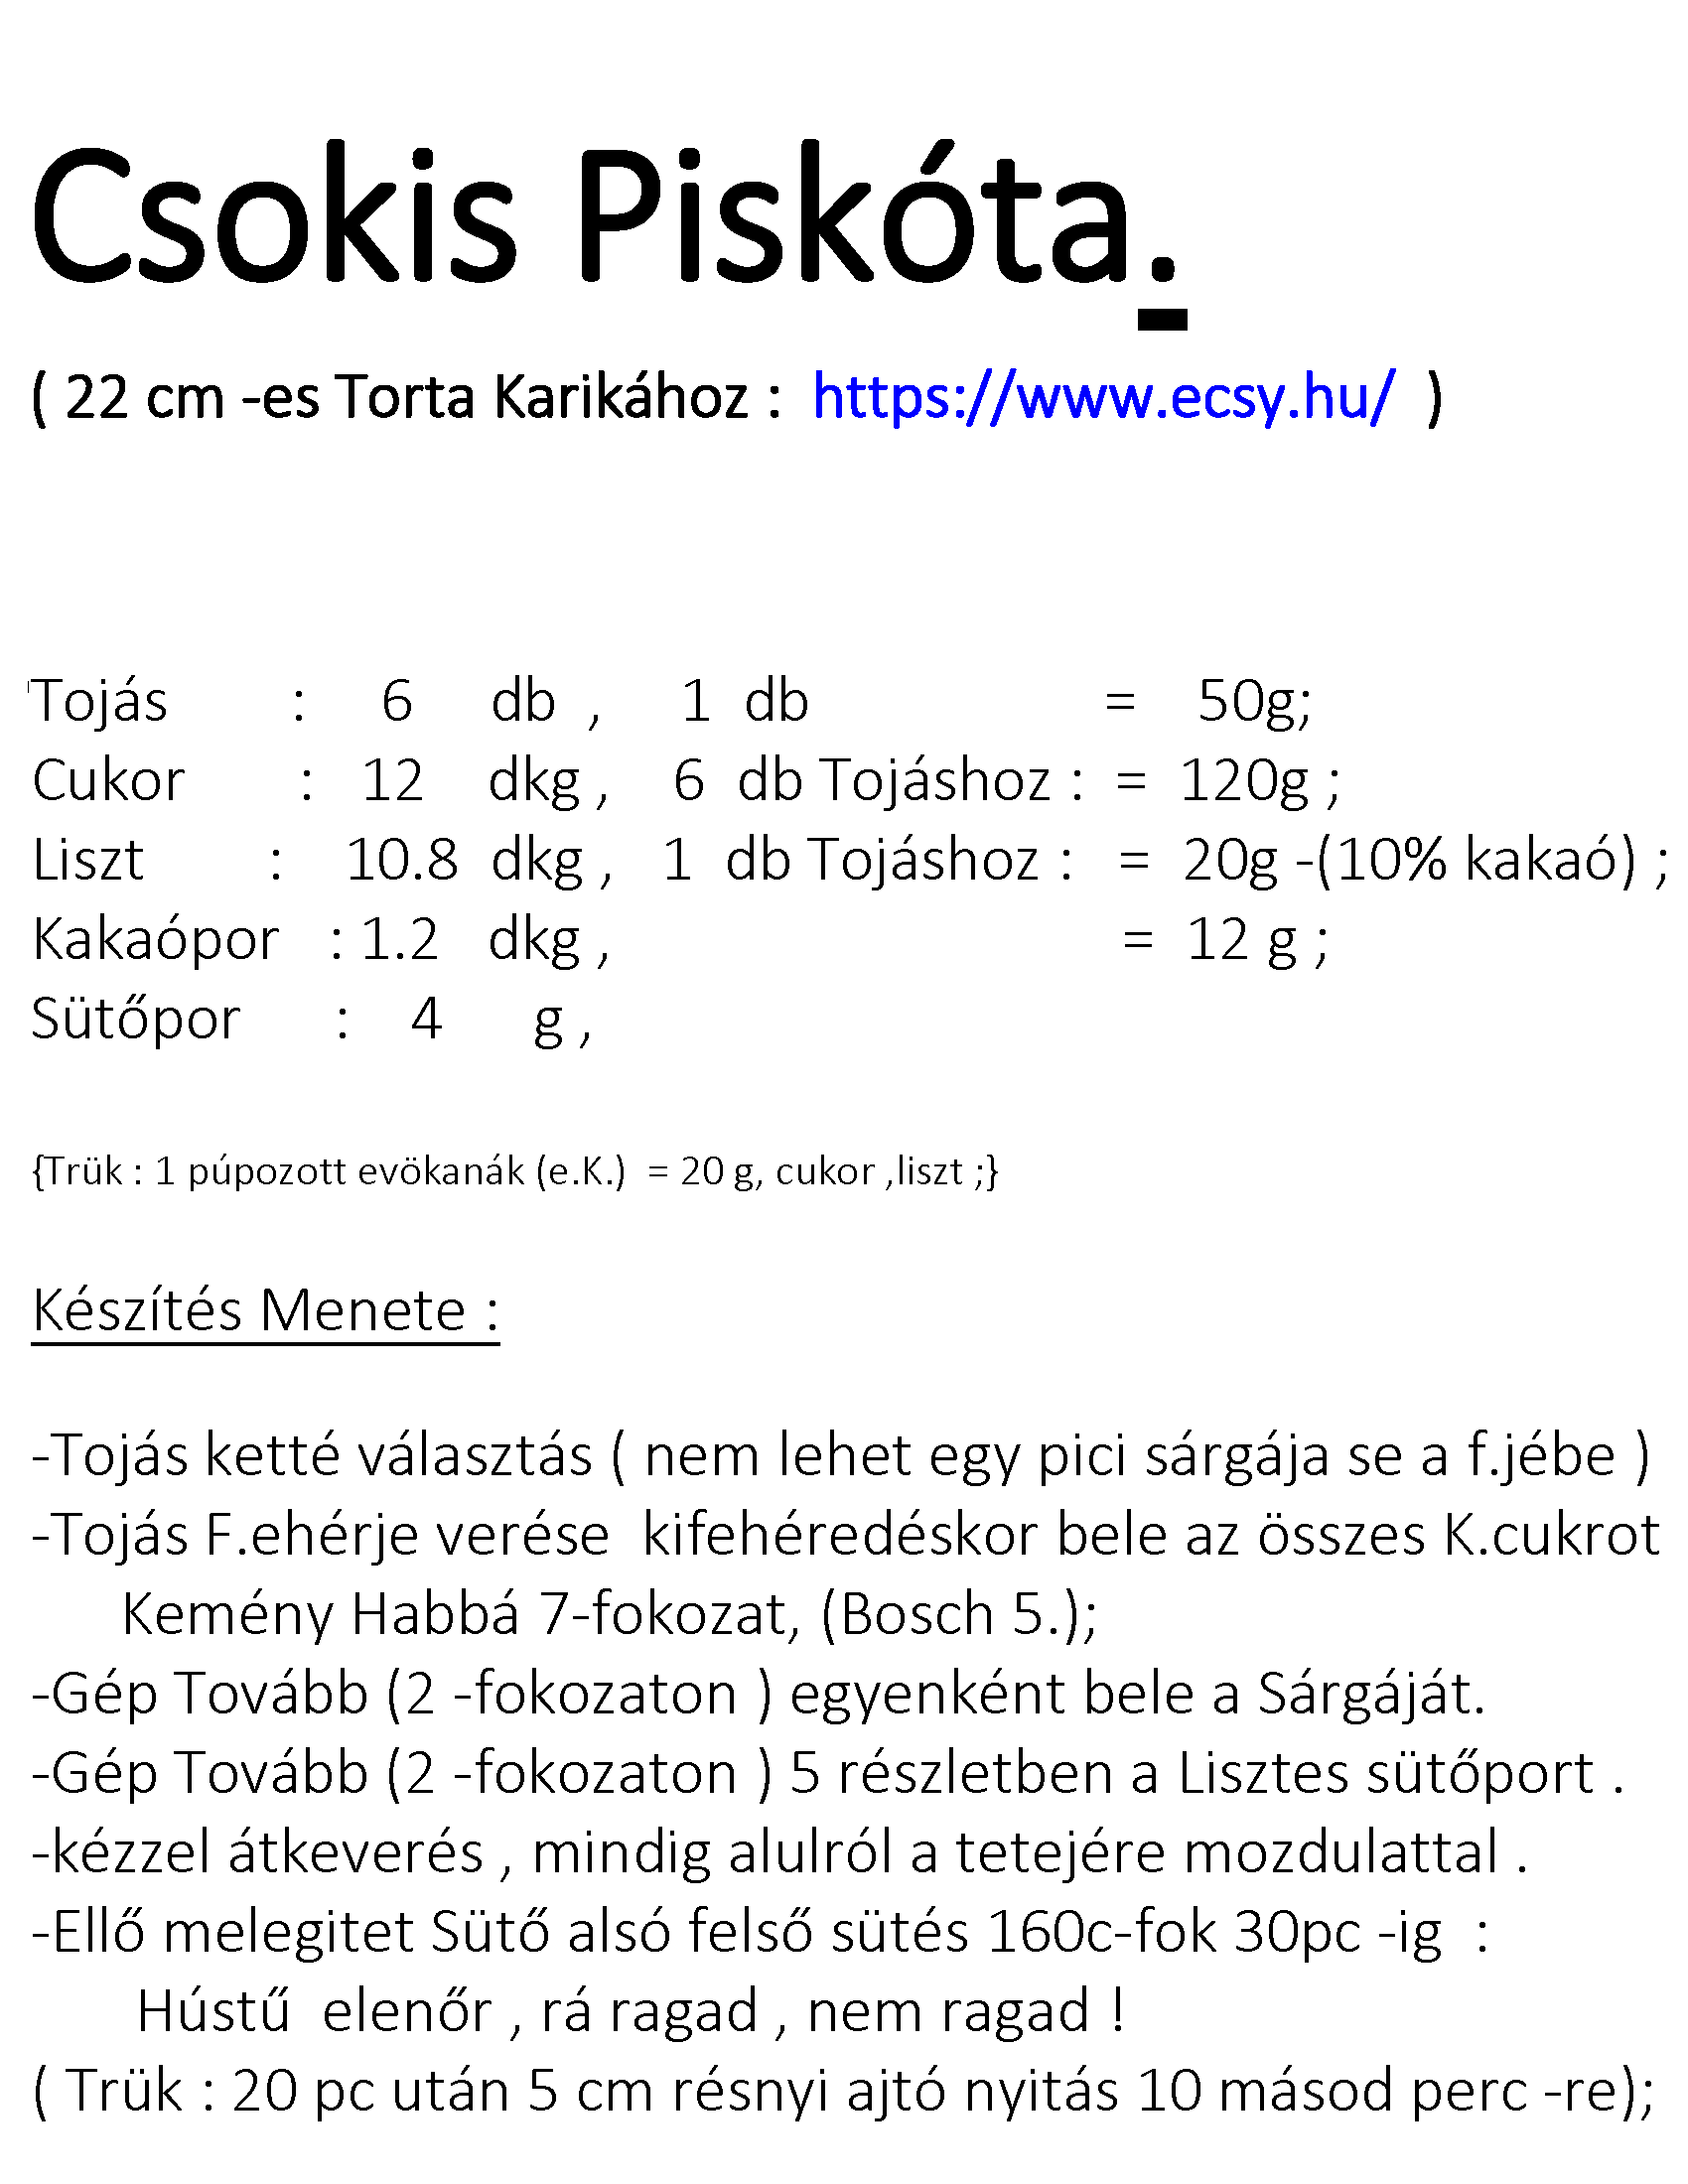 Csokis Piskóta.
( 22 cm -es Torta Karikához : https://www.ecsy.hu/ )
Tojás : 6 db , 1 db = 50g;
Cukor : 12 dkg , 6 db Tojáshoz : = 120g ;
Liszt : 10.8 dkg , 1 db Tojáshoz : = 20g -(10% kakaó) ;
Kakaópor : 1.2 dkg , = 12 g ;
Sütőpor : 4 g ,
{Trük : 1 púpozott evökanák (e.K.) = 20 g, cukor ,liszt ;}
Készítés Menete :
-Tojás ketté választás ( nem lehet egy pici sárgája se a f.jébe )
-Tojás F.ehérje verése kifehéredéskor bele az összes K.cukrot
Kemény Habbá 7-fokozat, (Bosch 5.);
-Gép Tovább (2 -fokozaton ) egyenként bele a Sárgáját.
-Gép Tovább (2 -fokozaton ) 5 részletben a Lisztes sütőport .
-kézzel átkeverés , mindig alulról a tetejére mozdulattal .
-Ellő melegitet Sütő alsó felső sütés 160c-fok 30pc -ig :
Hústű elenőr , rá ragad , nem ragad !
( Trük : 20 pc után 5 cm résnyi ajtó nyitás 10 másod perc -re);